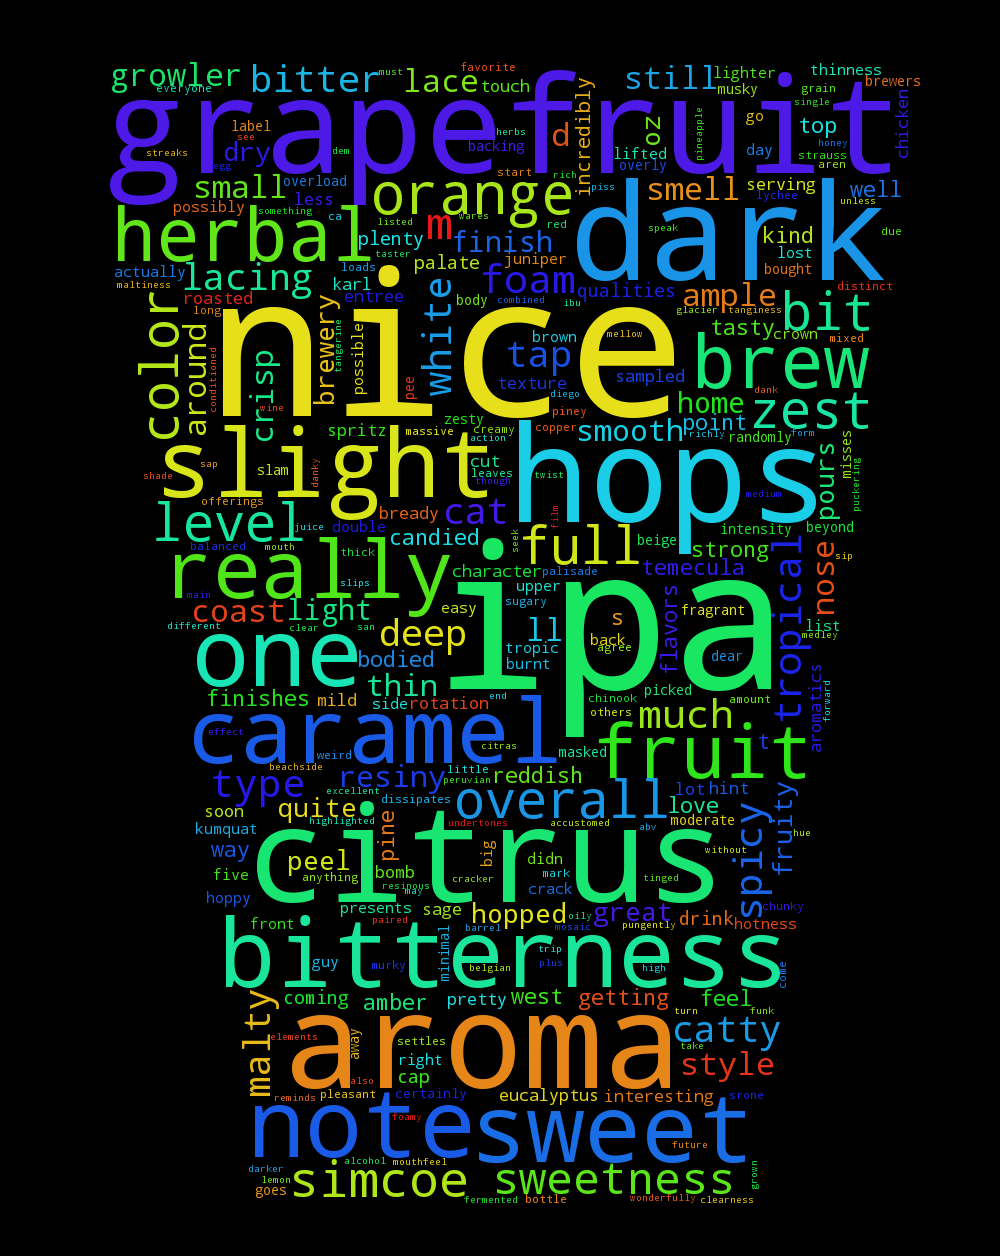 growler bitter lace touch favorite must everyone
still lighter musky thinness brewers grain single
grapefruit
incredibly oz pineapple go top honey chicken
label see dry dem streaks egg backing herbs d
lifted overly day strauss aren
small overload less start rich piss
orange smell serving lychee well unless
possibly something ca listed wares red
herbal plenty m finish taster juniper speak
dark kind lost bought due
lacing loads palate foam qualities ample distinct
actually maltiness roasted long karl entree body combined ibu
glacier tanginess bit
color around conditioned crisp brewery tangerine possible white
nice
brown mellow tap texture diego sampled tasty crown mixed
brew
pee wine zesty creamy piney copper home dank zest
spritz massive action smooth point richly randomly form misses
slight
shade sap slam danky cut leaves though twist pours puckering
hops
offerings medium
level juice double bready cat film
balanced mouth candied seek full beige intensity beyond
thick strong sip
really
main slips character palisade temecula
different coast light clear san sugary upper easy
ipa
flavors fragrant tropical nose list medley
one deep ll s back agree dear
bodied tropic burnt
thin picked chinook amount aromatics forward
finishes mild side rotation end others much
caramel
effect weird citras masked t fruit
beachside type resiny little peruvian reddish
excellent dissipates lot hint love
soon quite overall moderate
kumquat highlighted undertones accustomed abv spicy fruity hue
way pine peel citrus big didn without
five anything bomb cracker mark crack tinged
hoppy resinous may chunky
presents sage hopped oily great drink hotness
front paired barrel mosaic pungently
bitterness
guy murky minimal belgian trip plus high come
coming amber pretty west getting feel
malty turn funk
aroma
elements away settles catty take
right style
also cap
reminds pleasant certainly eucalyptus interesting srone
note foamy sweet future
darker alcohol mouthfeel
lemon goes simcoe sweetness grown
fermented bottle wonderfully clearness